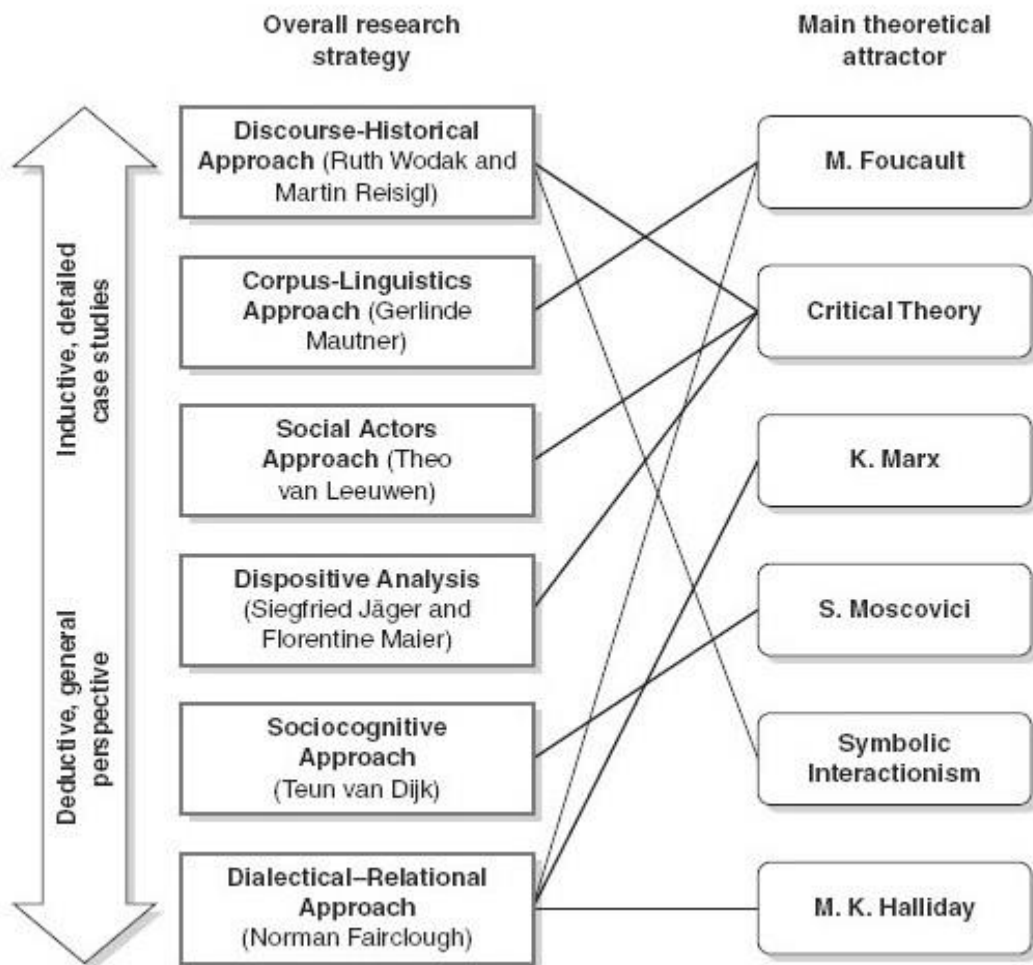 Overall research
strategy
Main theoretical
attractor
Inductive, detailed
case studies
Deductive, general
perspective
Discourse-Historical
Approach (Ruth Wodak and
Martin Reisigl)
Corpus-Linguistics
Approach (Gerlinde
Mautner)
Social Actors
Approach (Theo
van Leeuwen)
Dispositive Analysis
(Siegfried Jäger and
Florentine Maier)
Sociocognitive
Approach
(Teun van Dijk)
Dialectical–Relational
Approach
(Norman Fairclough)
M. Foucault
Critical Theory
K. Marx
S. Moscovici
Symbolic
Interactionism
M. K. Halliday